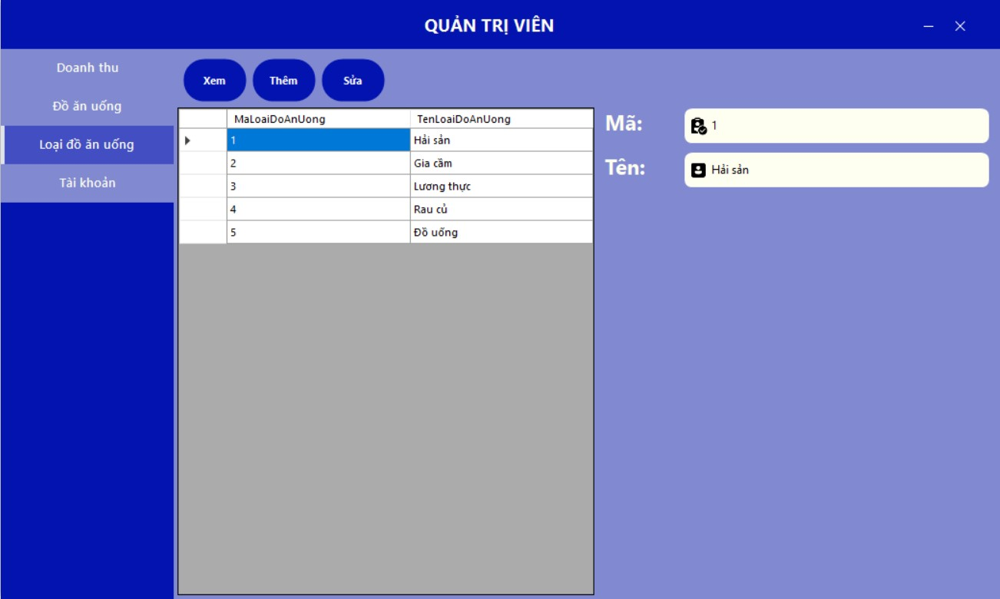 QUẢN TRỊ VIÊN
Doanh thu
Đồ ăn uống
Loại đồ ăn uống
Tài khoản
Xem Thêm Sửa
MaLoaiDoAnUong TenLoaiDoAnUong
1 Hải sản
2 Gia cầm
3 Lương thực
4 Rau củ
5 Đồ uống
Mã: 1
Tên: Hải sản